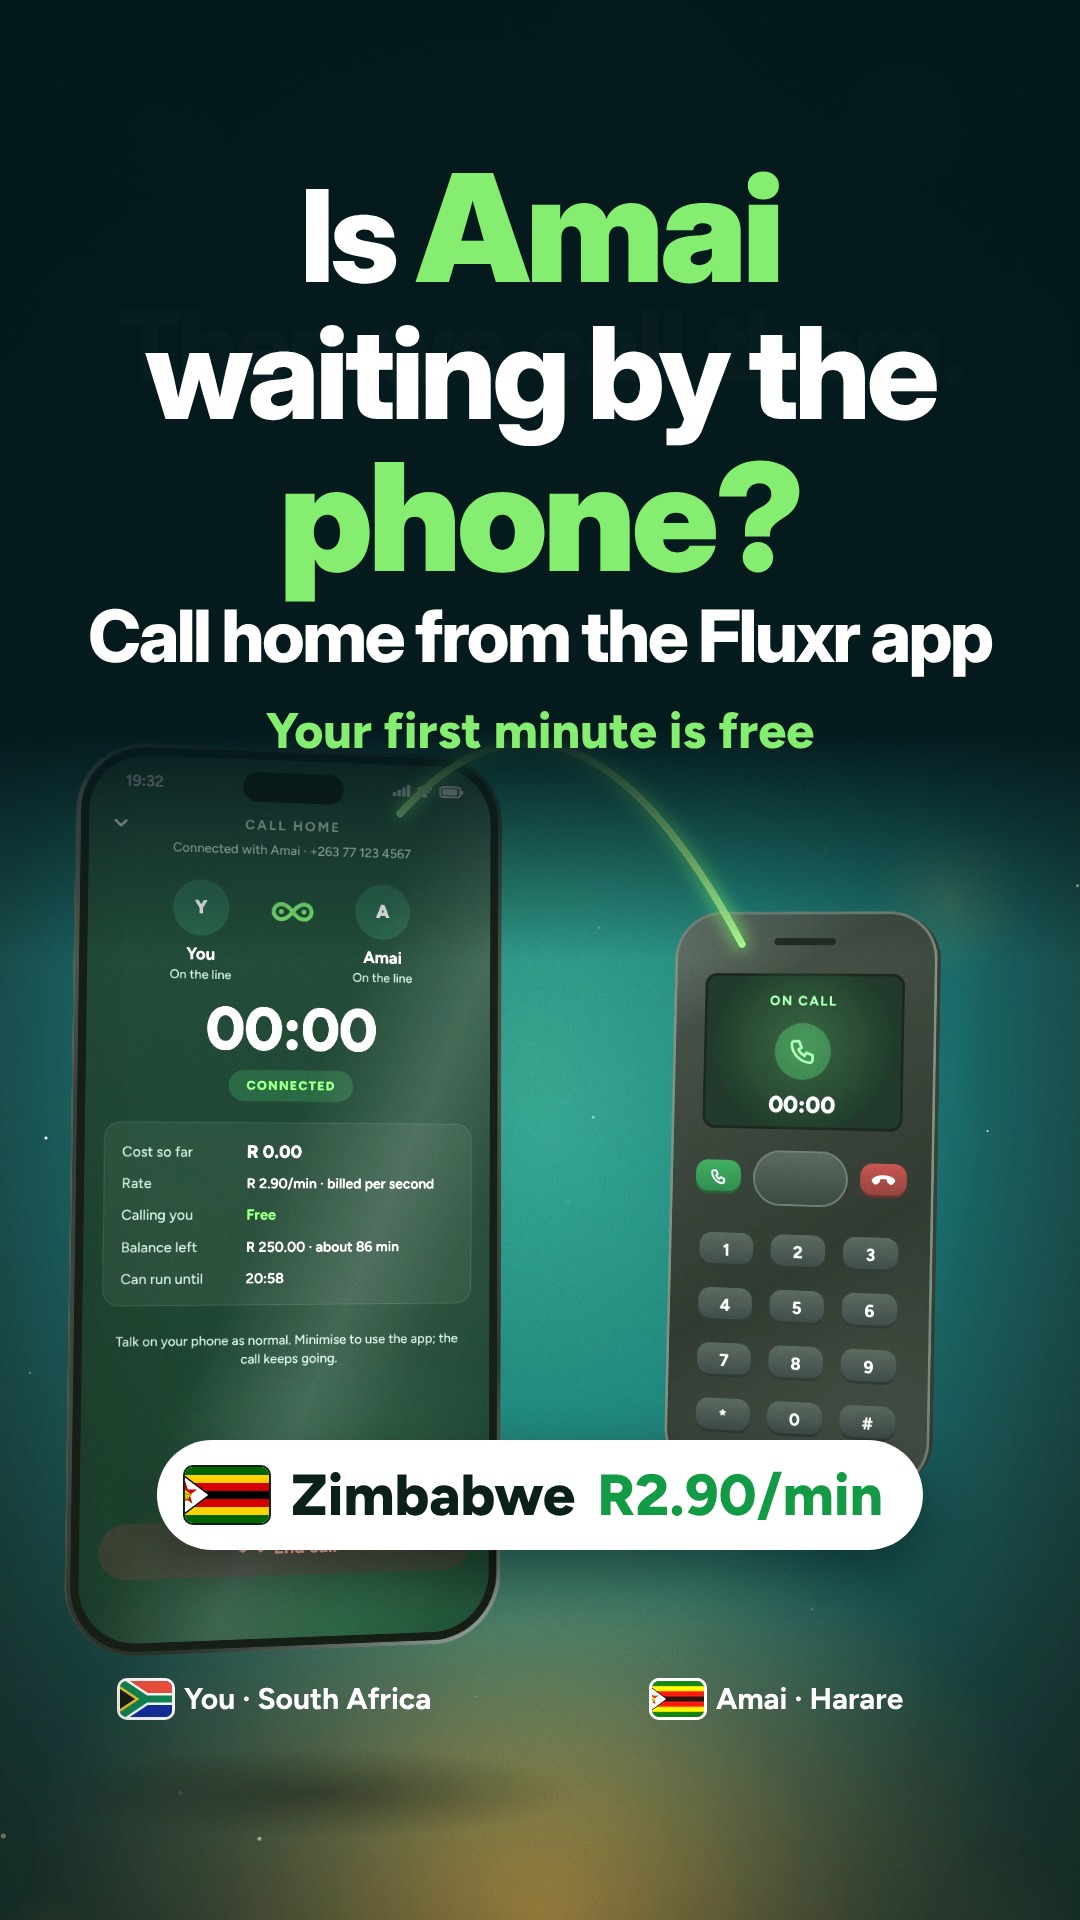 Is Amai
waiting by the
phone?
Call home from the Fluxr app
Your first minute is free
19:32
CALL HOME
Connected with Amai · +263 77 123 4567
Y
A
You
Amai
On the line
On the line
00:00
CONNECTED
Cost so far R 0.00
Rate R 2.90/min · billed per second
Calling you Free
Balance left R 250.00 · about 86 min
Can run until 20:58
Talk on your phone as normal. Minimise to use the app; the
call keeps going.
ON CALL
00:00
1 2 3
4 5 6
7 8 9
* 0 #
Zimbabwe R2.90/min
You · South Africa
Amai · Harare